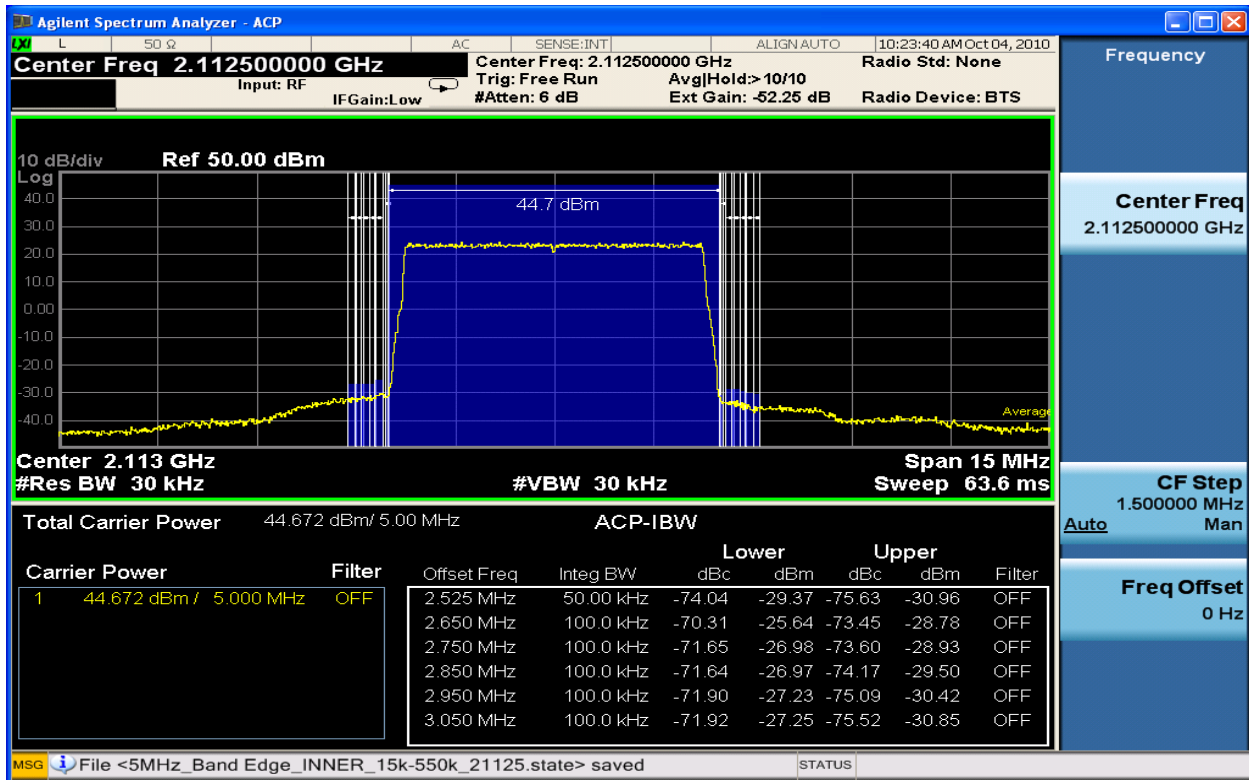 Agilent Spectrum Analyzer - ACP
LXI L 50 Ω AC SENSE:INT ALIGN AUTO 10:23:40 AM Oct 04, 2010
Center Freq 2.112500000 GHz
Input: RF
IFGain:Low
Center Freq: 2.112500000 GHz
Trig: Free Run Avg|Hold:> 10/10
#Atten: 6 dB Ext Gain: -52.25 dB
Radio Std: None
Radio Device: BTS
Frequency
10 dB/div Ref 50.00 dBm
Log
40.0
30.0
20.0
10.0
0.00
-10.0
-20.0
-30.0
-40.0
44.7 dBm
Average
Center 2.113 GHz Span 15 MHz
#Res BW 30 kHz #VBW 30 kHz Sweep 63.6 ms
Center Freq
2.112500000 GHz
CF Step
1.500000 MHz
Auto Man
Freq Offset
0 Hz
Total Carrier Power 44.672 dBm/ 5.00 MHz ACP-IBW
Lower Upper
Carrier Power Filter
1 44.672 dBm / 5.000 MHz OFF
Offset Freq Integ BW dBc dBm dBc dBm Filter
2.525 MHz 50.00 kHz -74.04 -29.37 -75.63 -30.96 OFF
2.650 MHz 100.0 kHz -70.31 -25.64 -73.45 -28.78 OFF
2.750 MHz 100.0 kHz -71.65 -26.98 -73.60 -28.93 OFF
2.850 MHz 100.0 kHz -71.64 -26.97 -74.17 -29.50 OFF
2.950 MHz 100.0 kHz -71.90 -27.23 -75.09 -30.42 OFF
3.050 MHz 100.0 kHz -71.92 -27.25 -75.52 -30.85 OFF
MSG File <5MHz_Band Edge_INNER_15k-550k_21125.state> saved STATUS